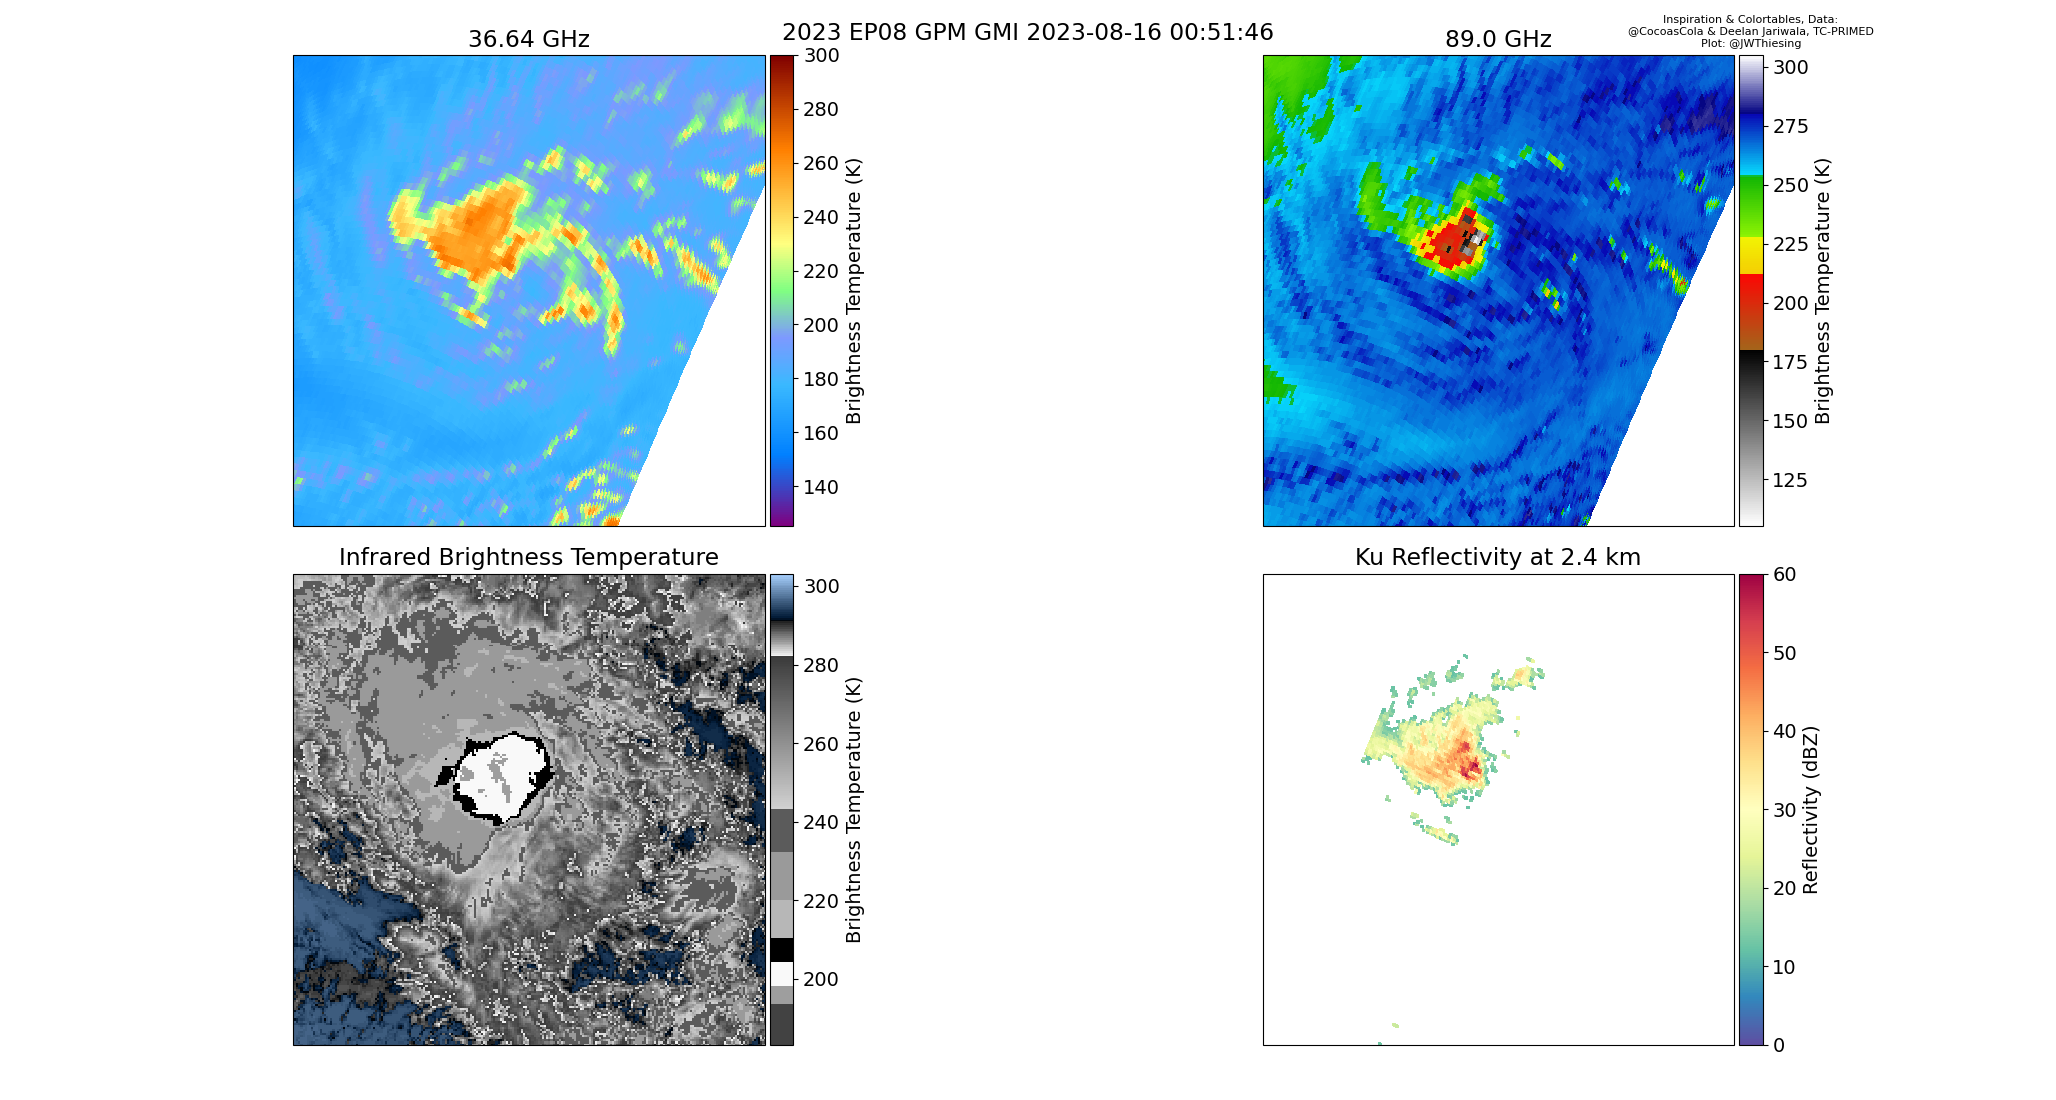 2023 EP08 GPM GMI 2023-08-16 00:51:46
Inspiration & Colortables, Data:
@CocoasCola & Deelan Jariwala, TC-PRIMED
Plot: @JWThiesing
36.64 GHz
300
280
260
240
220
200
180
160
140
Brightness Temperature (K)
89.0 GHz
300
275
250
225
200
175
150
125
Brightness Temperature (K)
Infrared Brightness Temperature
300
280
260
240
220
200
Brightness Temperature (K)
Ku Reflectivity at 2.4 km
60
50
40
30
20
10
0
Reflectivity (dBZ)